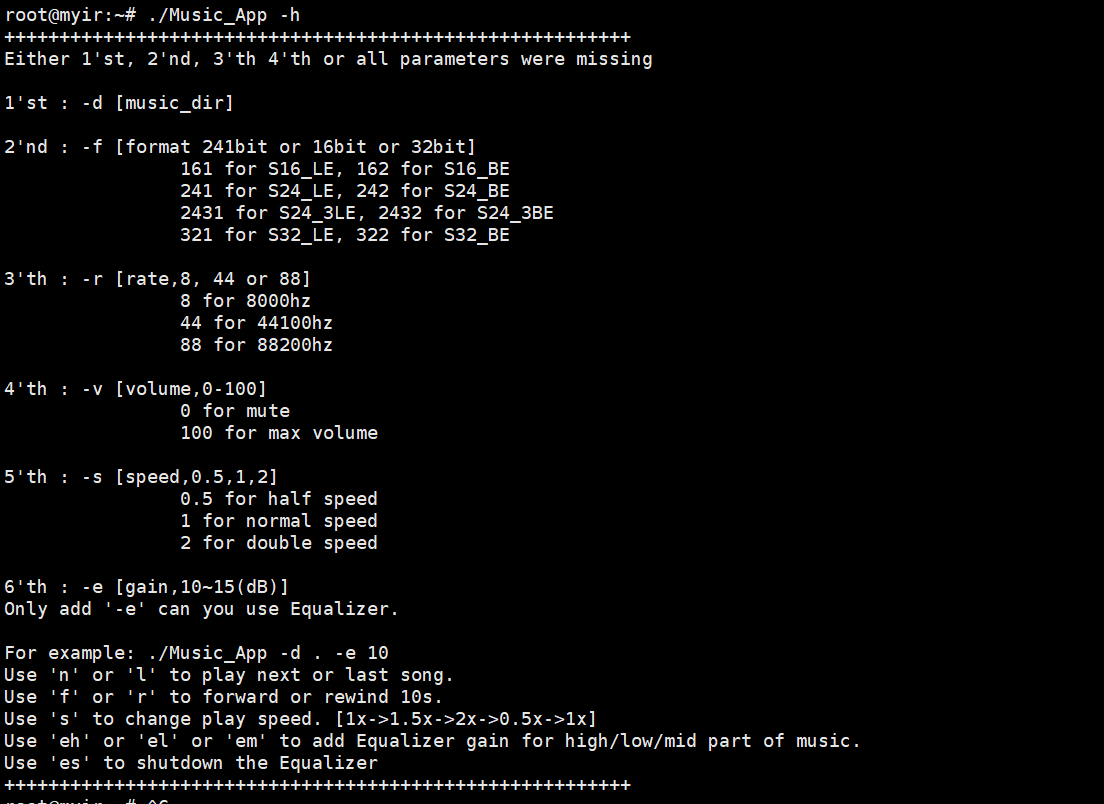 root@myir:~# ./Music_App -h
+++++++++++++++++++++++++++++++++++++++++++++++++++++++++
Either 1'st, 2'nd, 3'th 4'th or all parameters were missing
1'st : -d [music_dir]
2'nd : -f [format 241bit or 16bit or 32bit]
161 for S16_LE, 162 for S16_BE
241 for S24_LE, 242 for S24_BE
2431 for S24_3LE, 2432 for S24_3BE
321 for S32_LE, 322 for S32_BE
3'th : -r [rate,8, 44 or 88]
8 for 8000hz
44 for 44100hz
88 for 88200hz
4'th : -v [volume,0-100]
0 for mute
100 for max volume
5'th : -s [speed,0.5,1,2]
0.5 for half speed
1 for normal speed
2 for double speed
6'th : -e [gain,10~15(dB)]
Only add '-e' can you use Equalizer.
For example: ./Music_App -d . -e 10
Use 'n' or 'l' to play next or last song.
Use 'f' or 'r' to forward or rewind 10s.
Use 's' to change play speed. [1x->1.5x->2x->0.5x->1x]
Use 'eh' or 'el' or 'em' to add Equalizer gain for high/low/mid part of music.
Use 'es' to shutdown the Equalizer
+++++++++++++++++++++++++++++++++++++++++++++++++++++++++